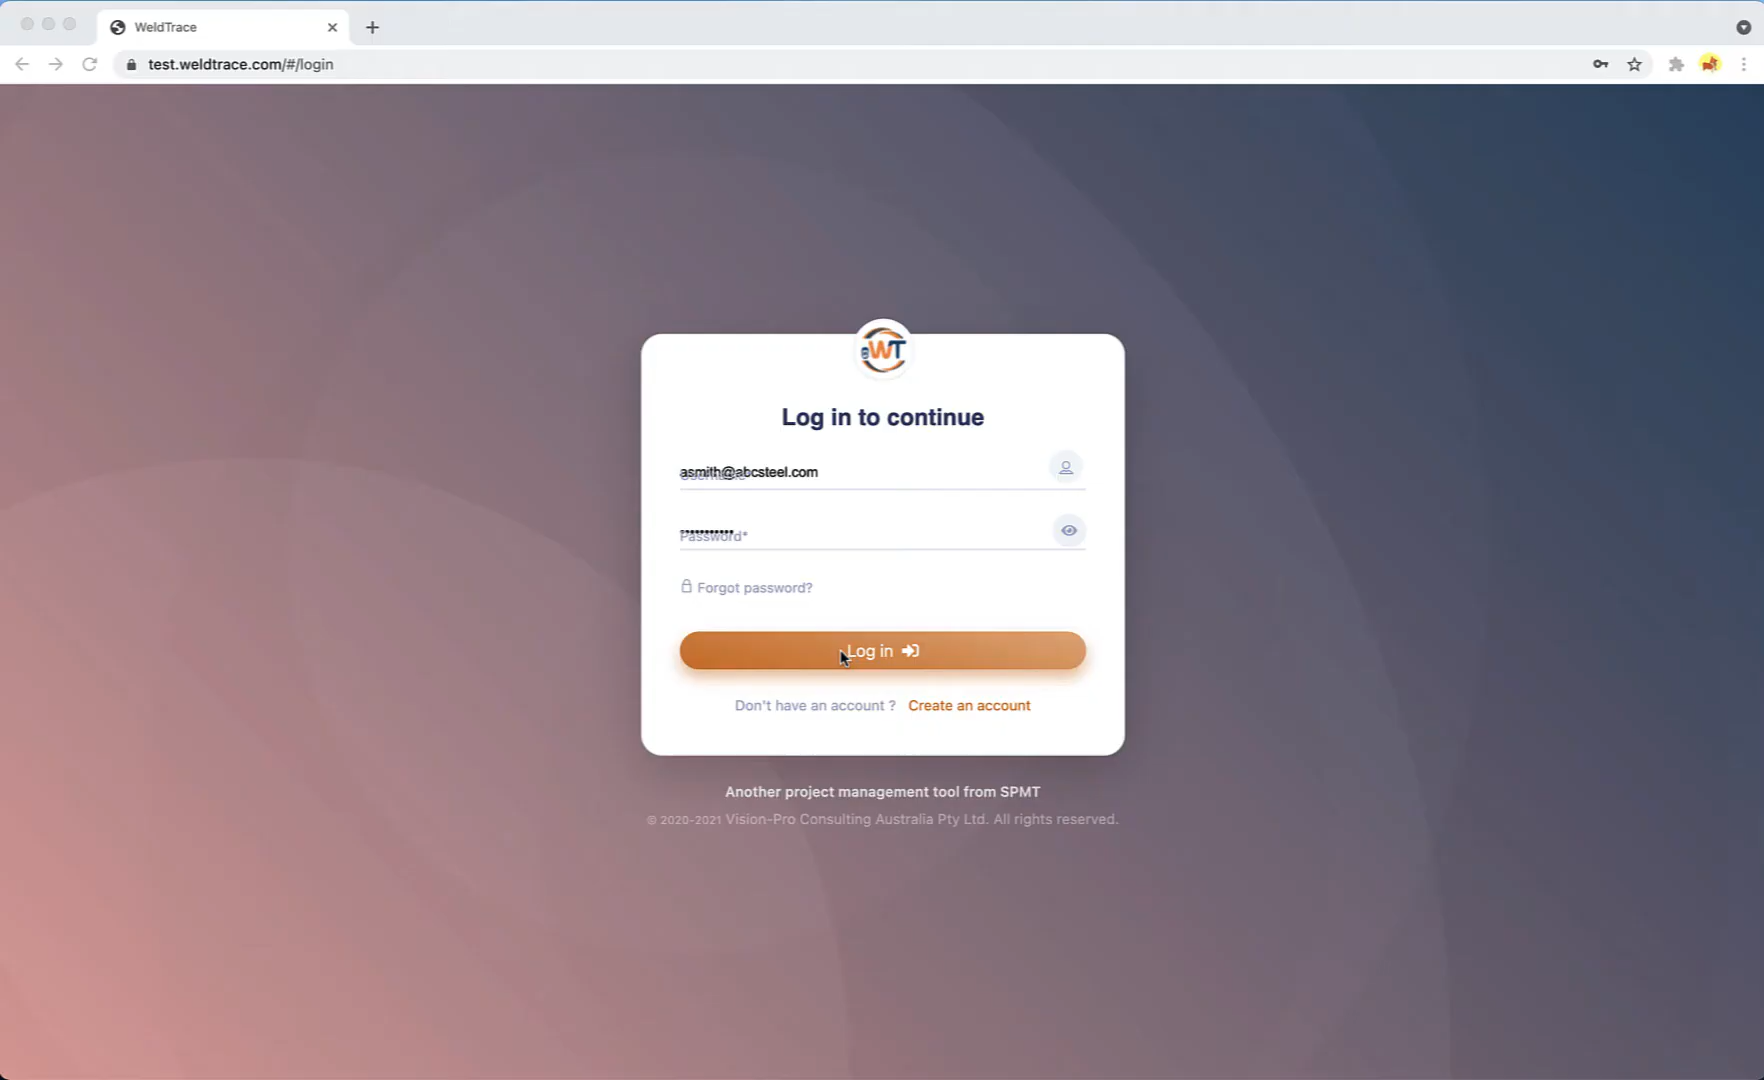 WeldTrace
test.weldtrace.com/#/login
eWT
Log in to continue
asmith@abcsteel.com
Password*
Forgot password?
Log in
Don't have an account ? Create an account
Another project management tool from SPMT
© 2020-2021 Vision-Pro Consulting Australia Pty Ltd. All rights reserved.